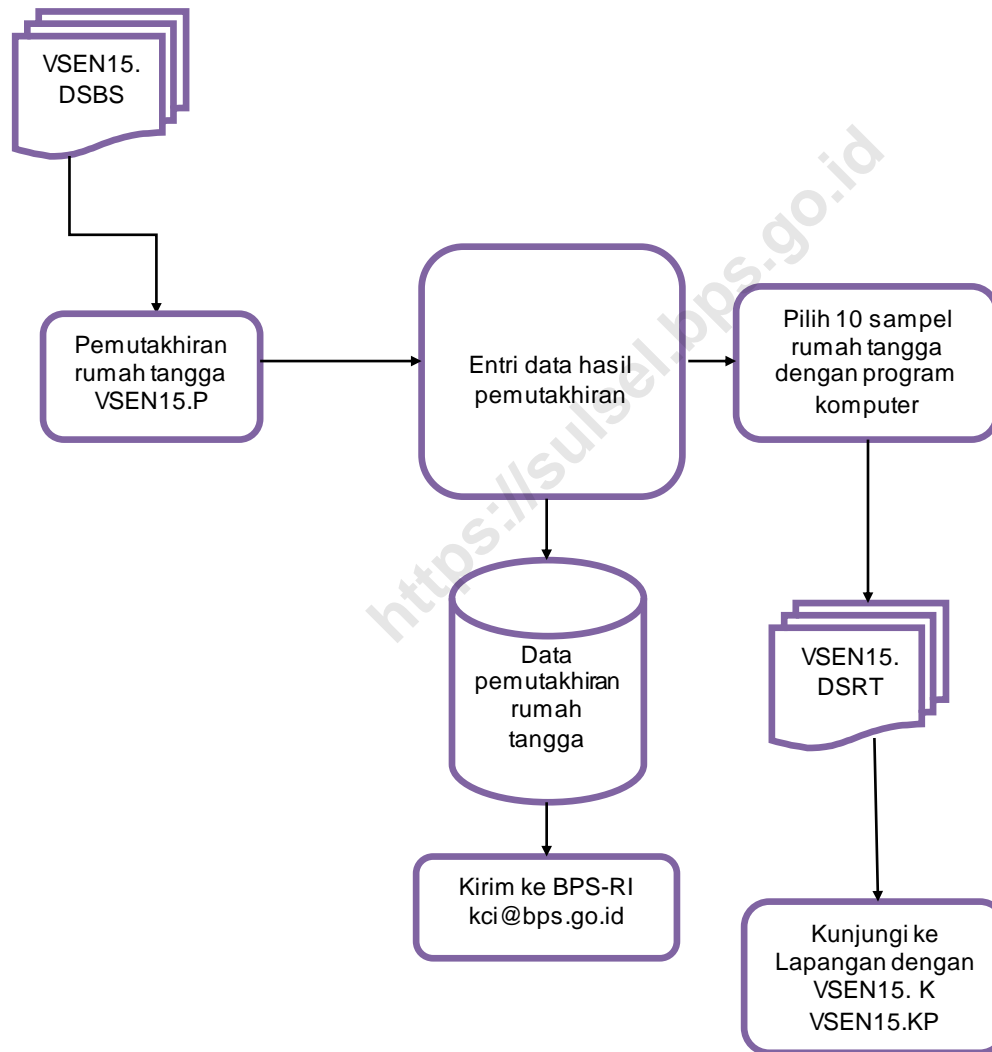 VSEN15.
DSBS
Pemutakhiran
rumah tangga
VSEN15.P
Entri data hasil
pemutakhiran
Pilih 10 sampel
rumah tangga
dengan program
komputer
Data
pemutakhiran
rumah
tangga
VSEN15.
DSRT
Kirim ke BPS-RI
kci@bps.go.id
Kunjungi ke
Lapangan dengan
VSEN15. K
VSEN15.KP
https://sulsel.bps.go.id